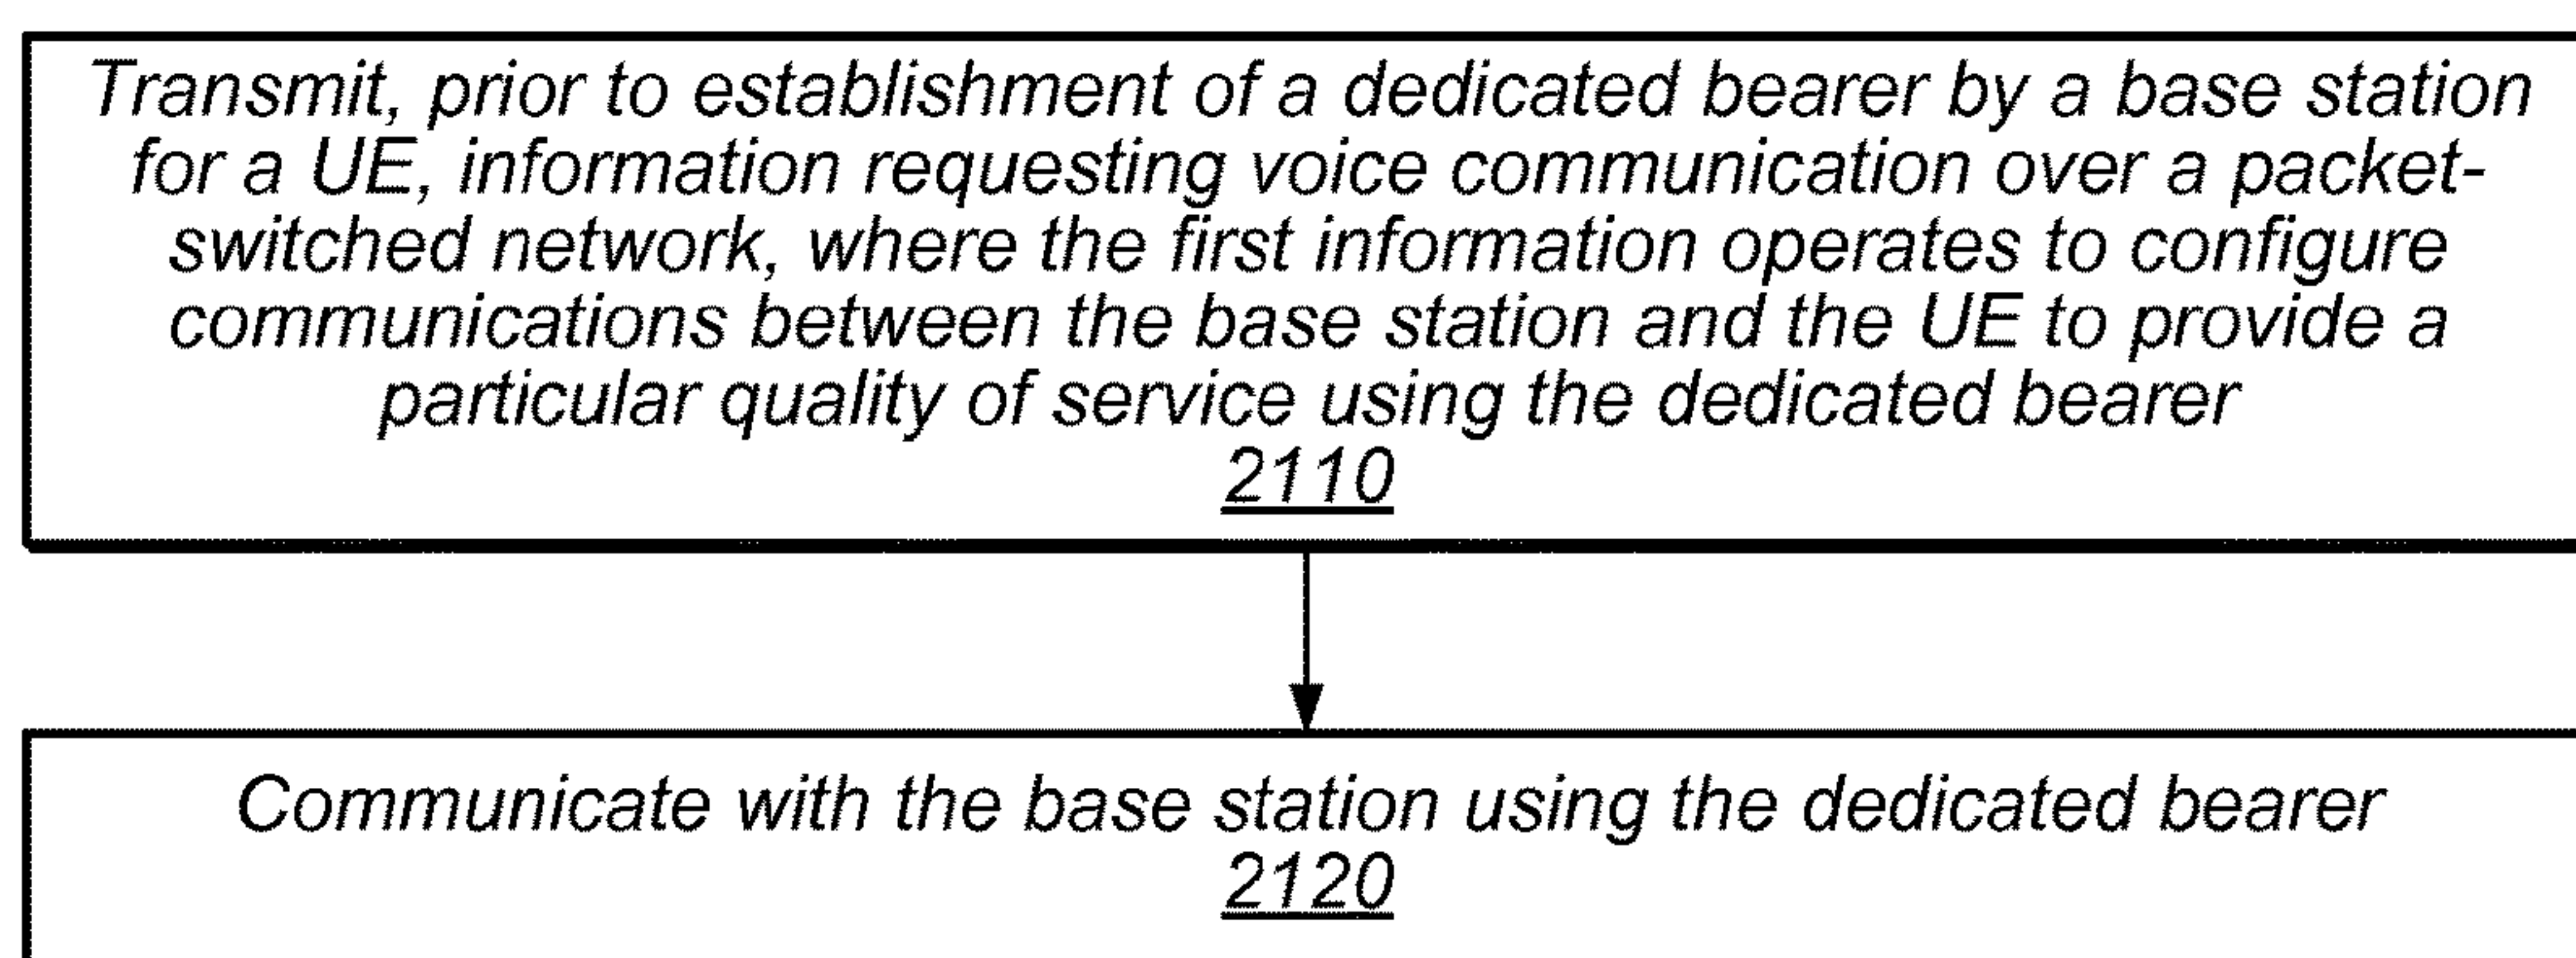 Transmit, prior to establishment of a dedicated bearer by a base station
for a UE, information requesting voice communication over a packet-
switched network, where the first information operates to configure
communications between the base station and the UE to provide a
particular quality of service using the dedicated bearer
2110
Communicate with the base station using the dedicated bearer
2120